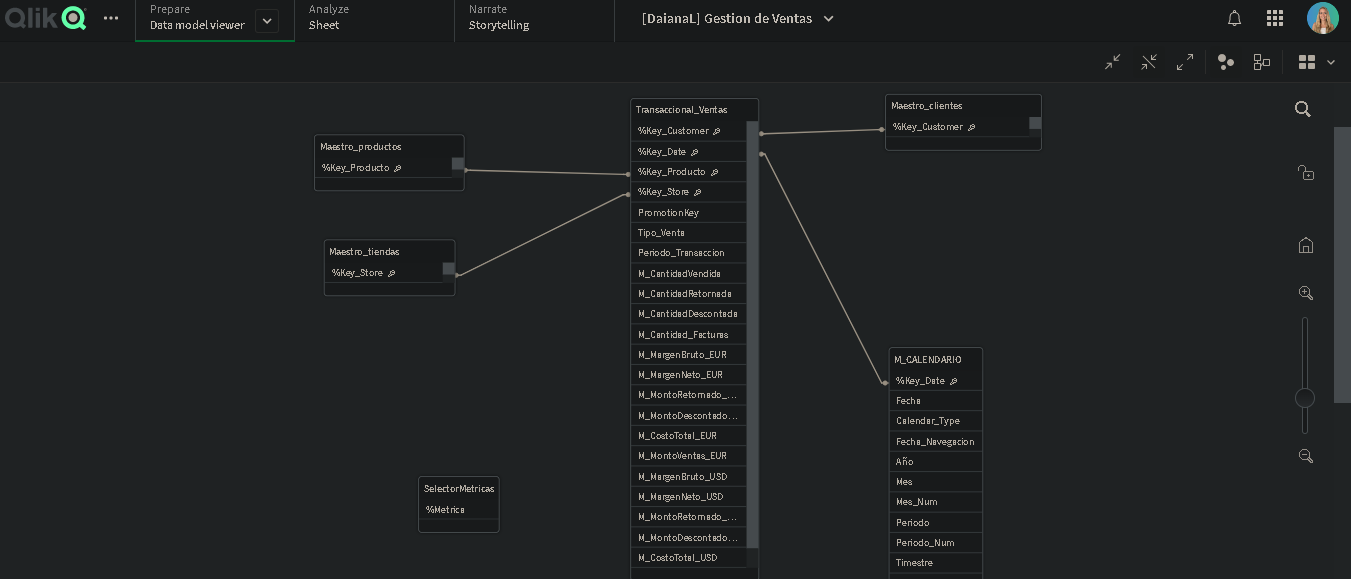 Qlik
Prepare
Data model viewer
Analyze
Sheet
Narrate
Storytelling
[DaianaL] Gestion de Ventas
Maestro_productos
%Key_Producto
Maestro_tiendas
%Key_Store
SelectorMetricas
%Metrica
Transaccional_Ventas
%Key_Customer
%Key_Date
%Key_Producto
%Key_Store
PromotionKey
Tipo_Venta
Periodo_Transaccion
M_CantidadVendida
M_CantidadRetornada
M_CantidadDescontada
M_Cantidad_Facturas
M_MargenBruto_EUR
M_MargenNeto_EUR
M_MontoRetornado_...
M_MontoDescontado...
M_CostoTotal_EUR
M_MontoVentas_EUR
M_MargenBruto_USD
M_MargenNeto_USD
M_MontoRetornado_...
M_MontoDescontado...
M_CostoTotal_USD
Maestro_clientes
%Key_Customer
M_CALENDARIO
%Key_Date
Fecha
Calendar_Type
Fecha_Navegacion
Año
Mes
Mes_Num
Periodo
Periodo_Num
Timestre